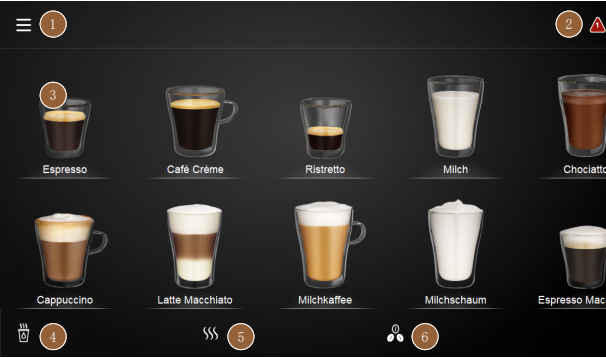 1
2
3
Espresso
Café Crème
Ristretto
Milch
Chociatto
Cappuccino
Latte Macchiato
Milchkaffee
Milchschaum
Espresso Mac
4
5
6